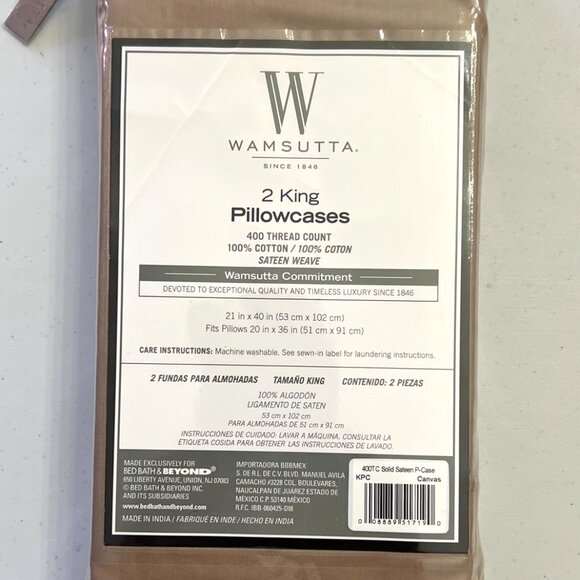 W
WAMSUTTA®
SINCE 1846
2 King
Pillowcases
400 THREAD COUNT
100% COTTON / 100% COTON
SATEEN WEAVE
Wamsutta Commitment
DEVOTED TO EXCEPTIONAL QUALITY AND TIMELESS LUXURY SINCE 1846
21 in x 40 in (53 cm x 102 cm)
Fits Pillows 20 in x 36 in (51 cm x 91 cm)
CARE INSTRUCTIONS: Machine washable. See sewn-in label for laundering instructions.
2 FUNDAS PARA ALMOHADAS TAMAÑO KING CONTENIDO: 2 PIEZAS
100% ALGODÓN
LIGAMENTO DE SATEN
53 cm x 102 cm
PARA ALMOHADAS DE 51 cm x 91 cm
INSTRUCCIONES DE CUIDADO: LAVAR A MÁQUINA, CONSULTAR LA
ETIQUETA COSIDA PARA OBTENER LAS INSTRUCCIONES DE LAVADO.
MADE EXCLUSIVELY FOR
BED BATH & BEYOND®
650 LIBERTY AVENUE, UNION, NJ 07083
© BED BATH & BEYOND INC.
AND ITS SUBSIDIARIES
www.bedbathandbeyond.com
MADE IN INDIA / FABRIQUÉ EN INDE / HECHO EN INDIA
IMPORTADORA BBBMEX
S. DE R.L. DE C.V. BLVD. MANUEL AVILA
CAMACHO #3228 COL. BOULEVARES,
NAUCALPAN DE JUAREZ ESTADO DE
MÉXICO C.P. 53140 MÉXICO
R.F.C. IBB-060425-DI8
400TC Solid Sateen P-Case
KPC Canvas
0 08889 51719 0